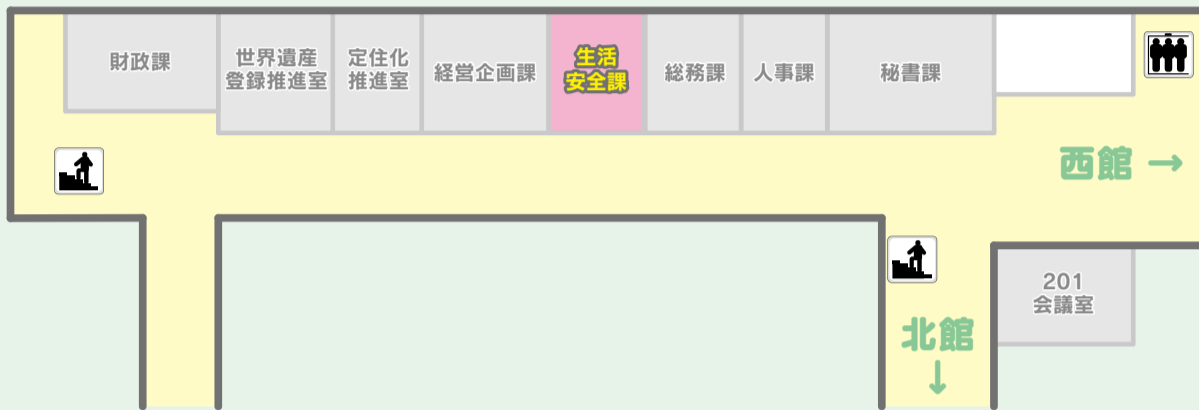 財政課
世界遺産
登録推進室
定住化
推進室
経営企画課
生活
安全課
総務課
人事課
秘書課
西館 →
201
会議室
北館
↓